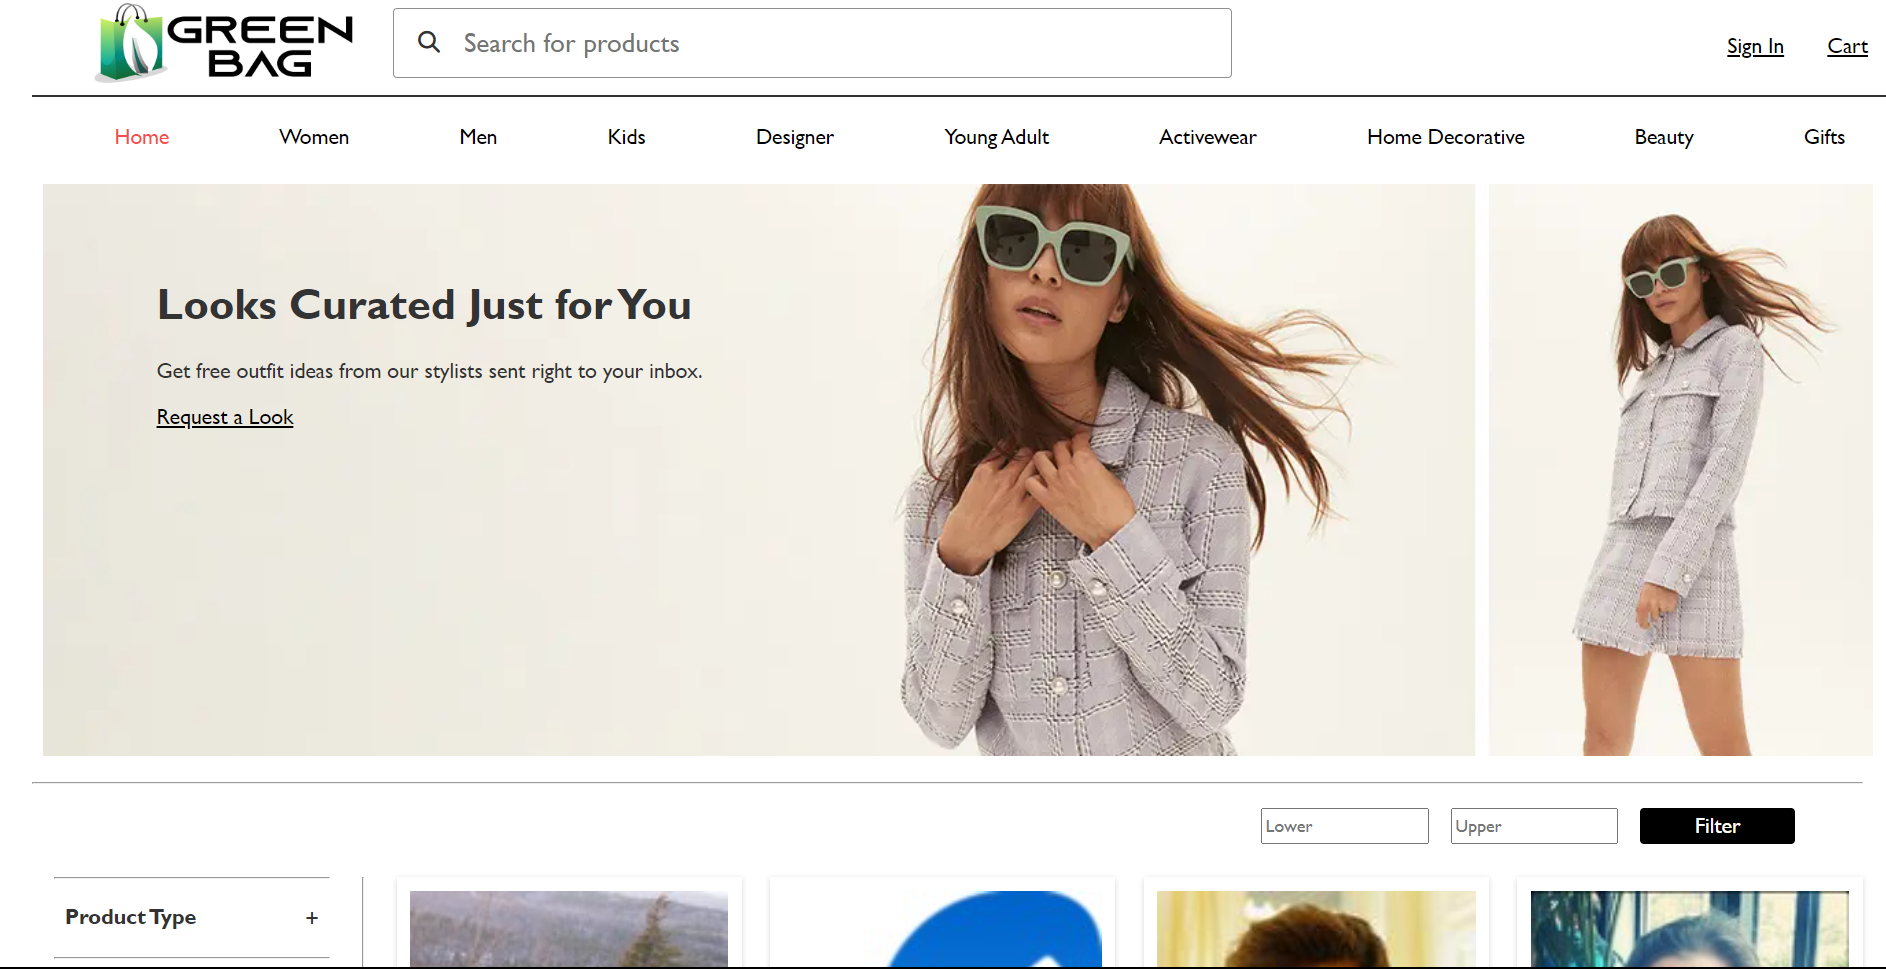 GREEN
BAG
Search for products
Sign In
Cart
Home
Women
Men
Kids
Designer
Young Adult
Activewear
Home Decorative
Beauty
Gifts
Looks Curated Just for You
Get free outfit ideas from our stylists sent right to your inbox.
Request a Look
Lower
Upper
Filter
Product Type +